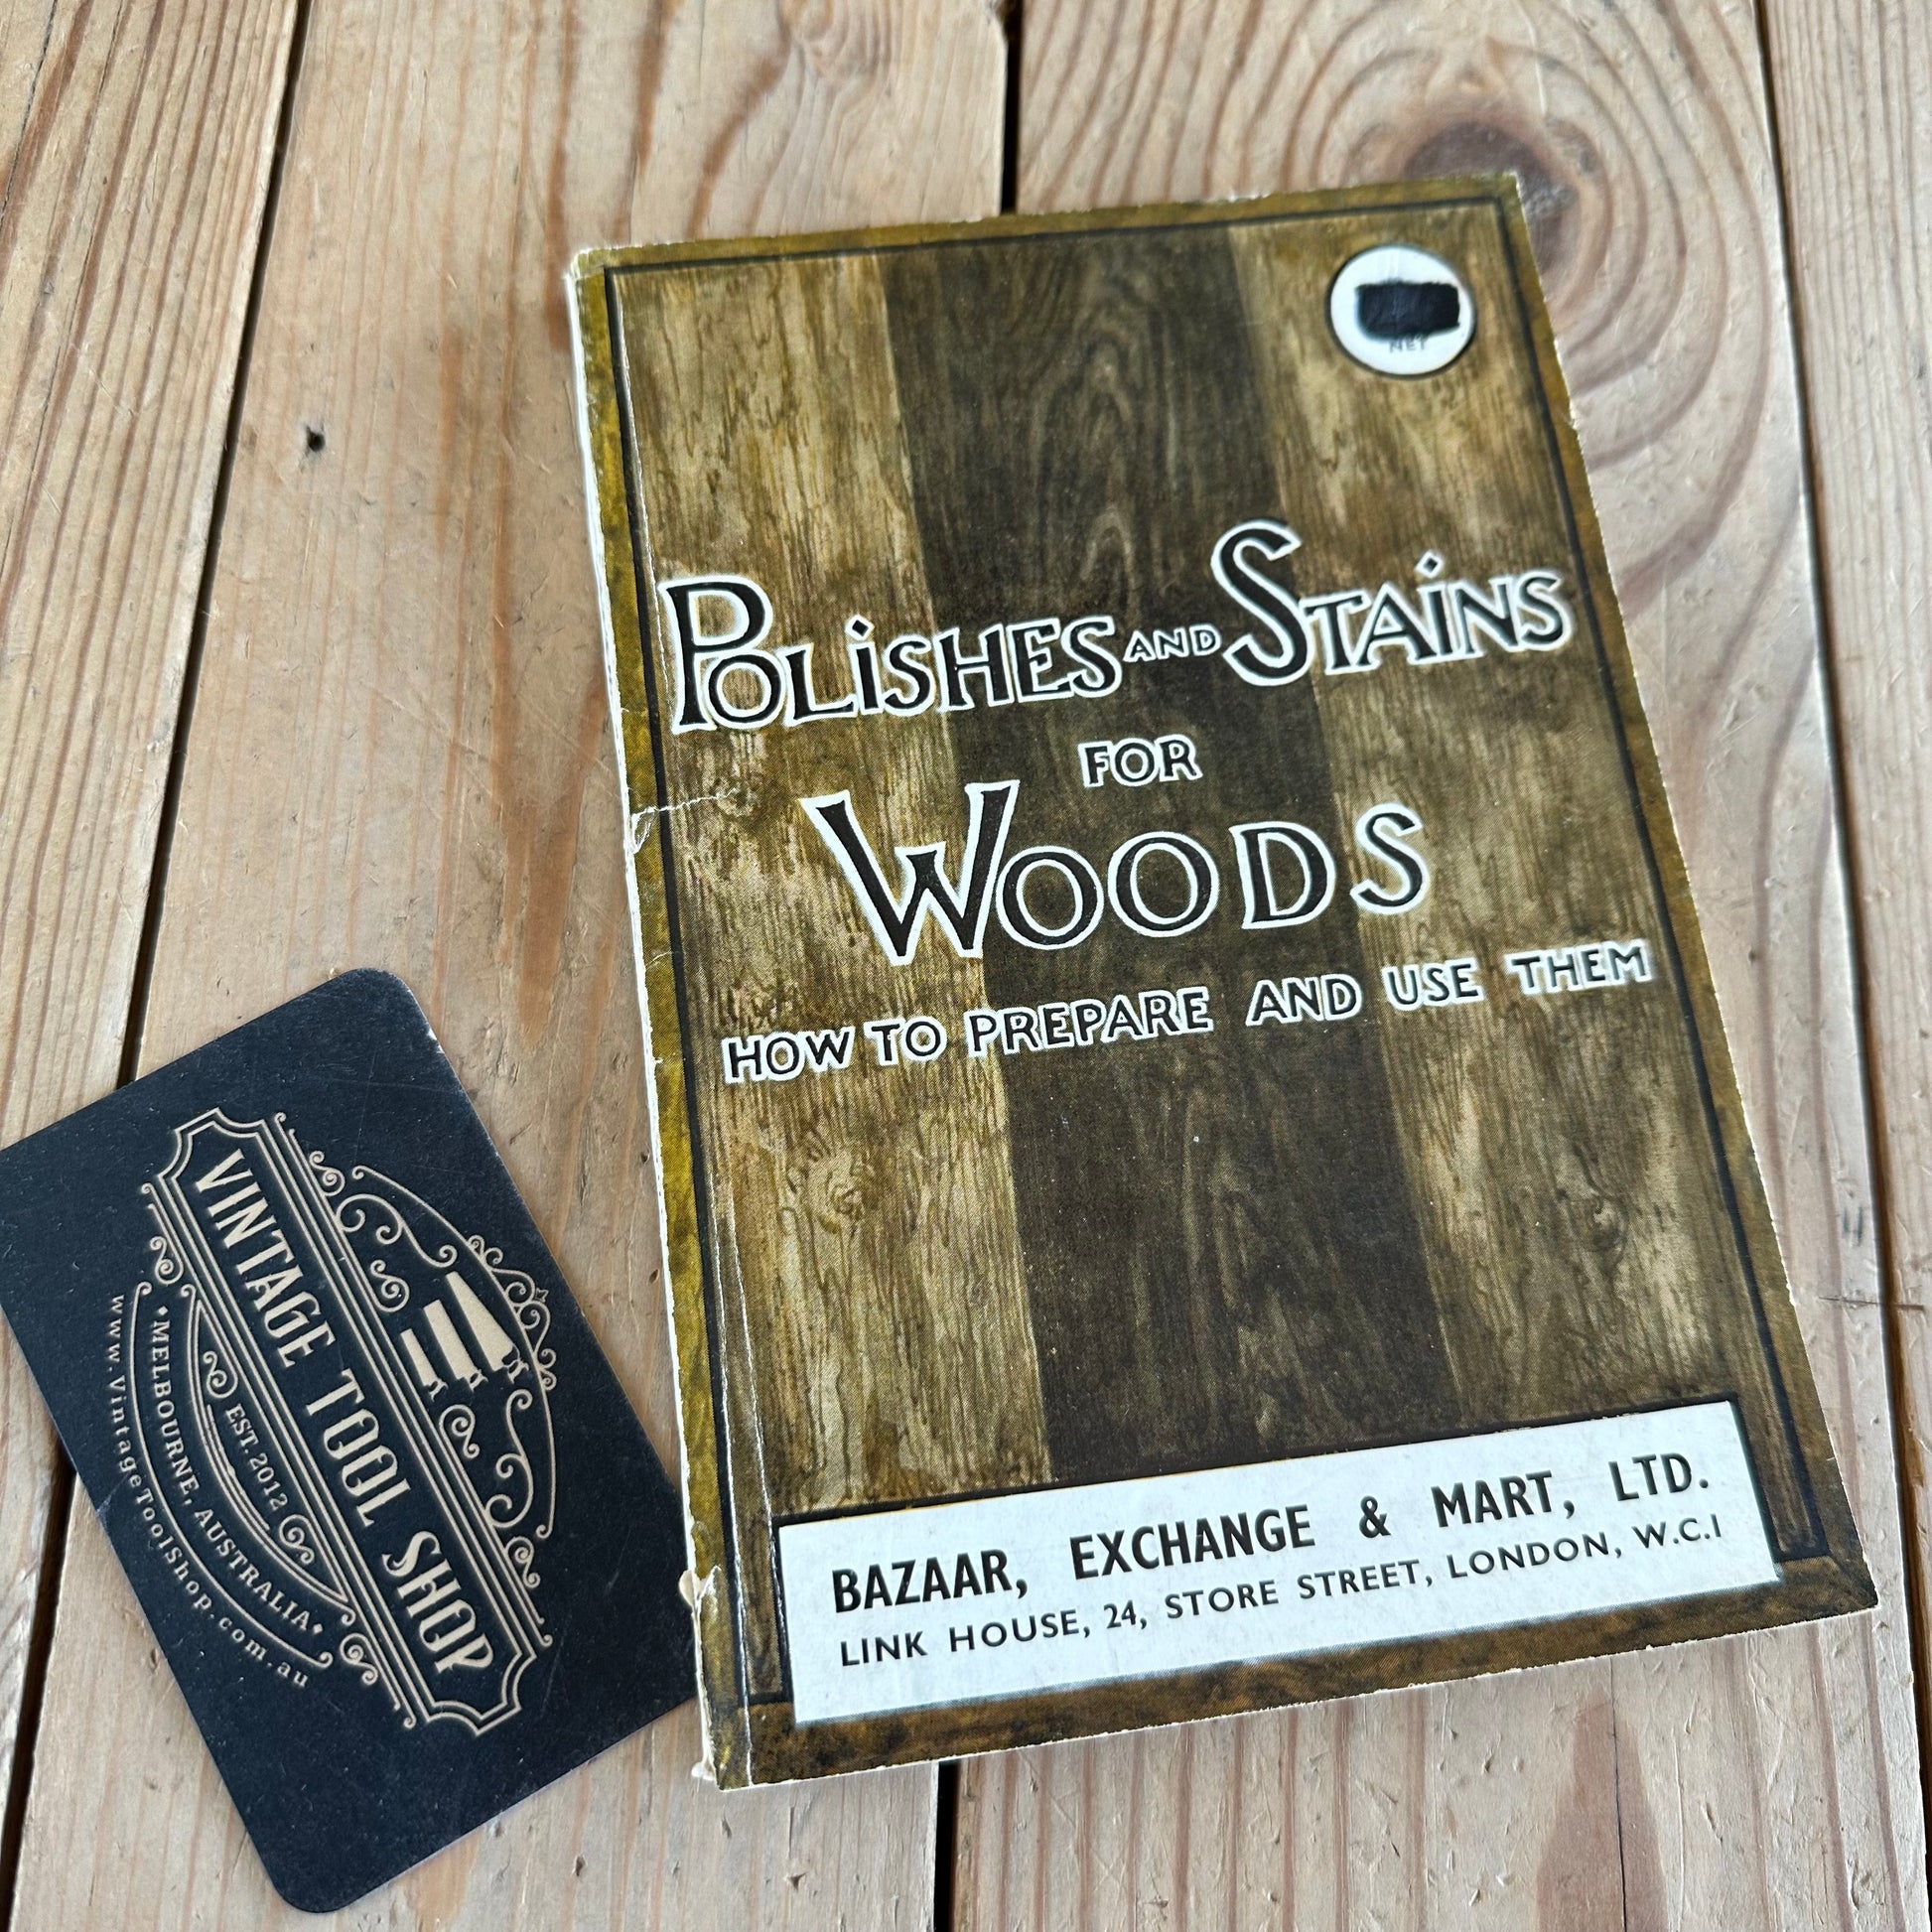 NET
POLiSHES AND STAiNS
FOR
WOODS
HOW TO PREPARE AND USE THEM
BAZAAR, EXCHANGE & MART, LTD.
LINK HOUSE, 24, STORE STREET, LONDON, W.C.1
VINTAGE TOOL SHOP
EST. 2012
•MELBOURNE, AUSTRALIA•
www.VintageToolShop.com.au